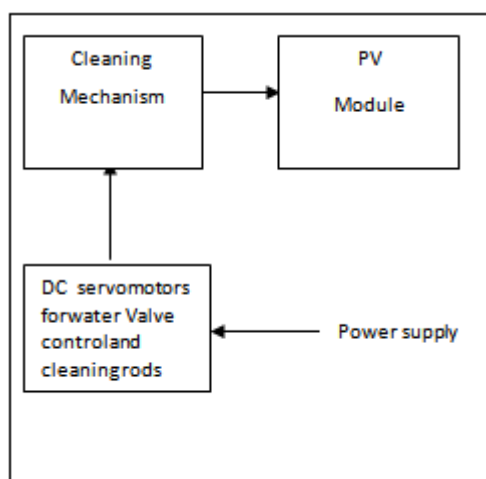 Cleaning
Mechanism
PV
Module
DC servomotors
forwater Valve
controland
cleaningrods
Power supply